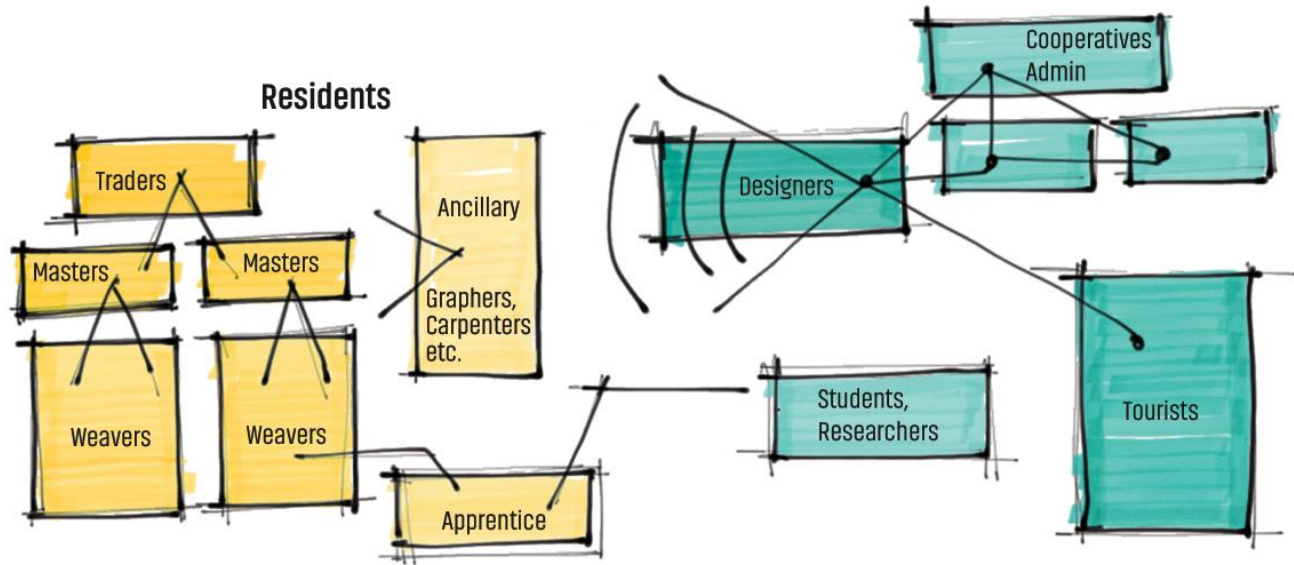 Residents
Traders
Masters
Masters
Weavers
Weavers
Ancillary
Graphers,
Carpenters
etc.
Apprentice
Designers
Cooperatives
Admin
Students,
Researchers
Tourists